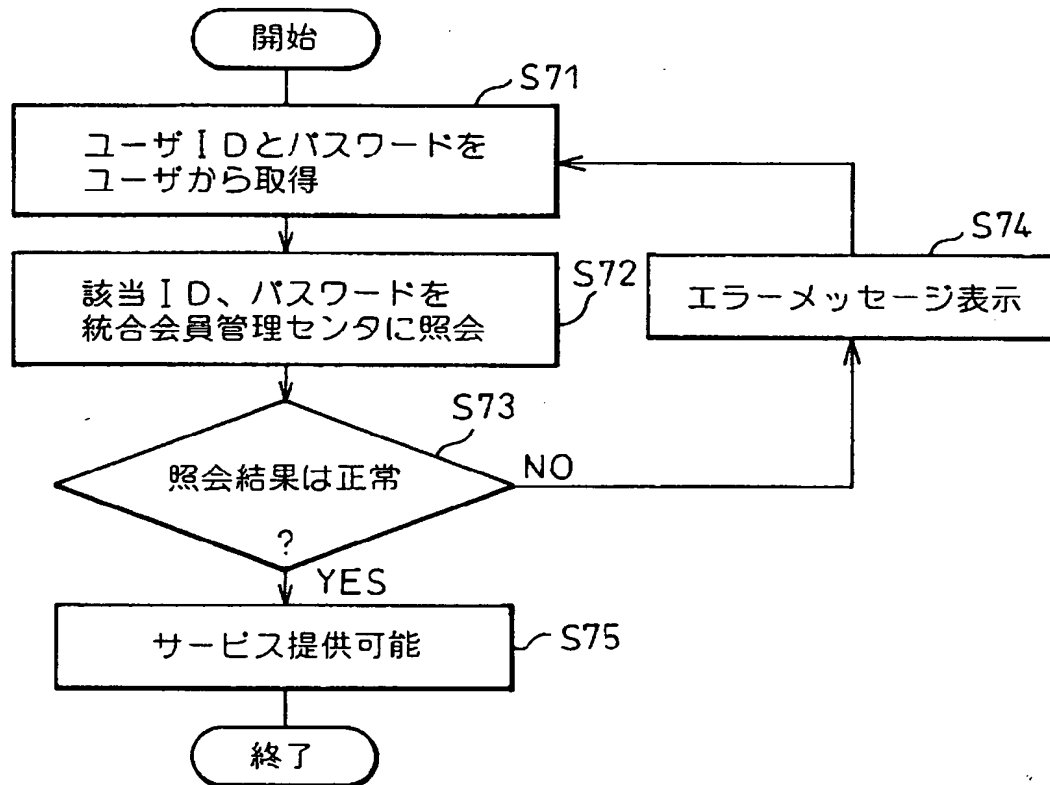 開始
S71
ユーザIDとパスワードを
ユーザから取得
S72
該当ID、パスワードを
統合会員管理センタに照会
S73
照会結果は正常
?
NO
S74
エラーメッセージ表示
YES
S75
サービス提供可能
終了